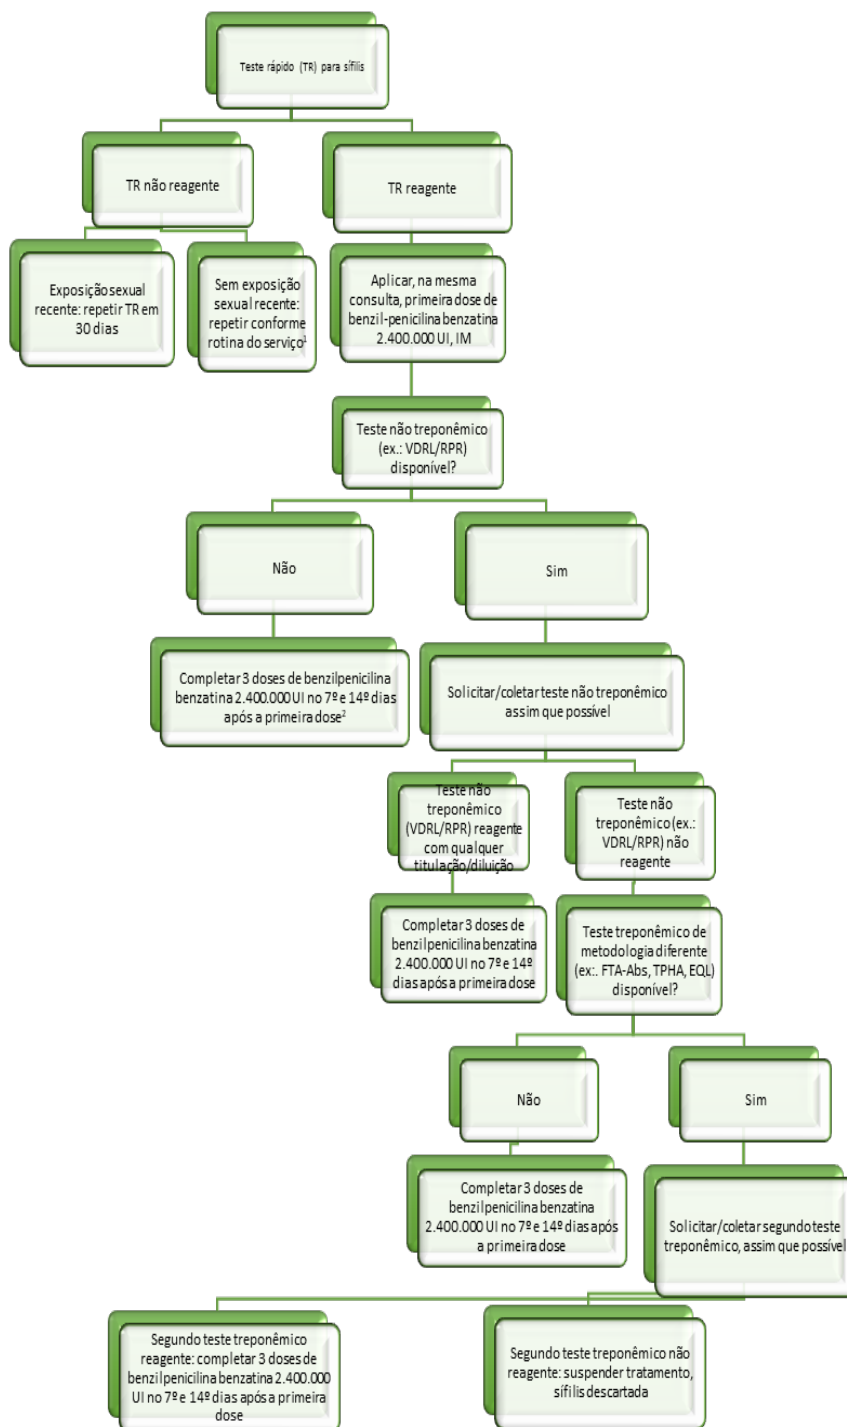 Teste rápido (TR) para sífilis
TR não reagente
TR reagente
Exposição sexual
recente: repetir TR em
30 dias
Sem exposição
sexual recente:
repetir conforme
rotina do serviço¹
Aplicar, na mesma
consulta, primeira dose de
benzil-penicilina benzatina
2.400.000 UI, IM
Teste não treponêmico
(ex.: VDRL/RPR)
disponível?
Não
Sim
Completar 3 doses de benzilpenicilina
benzatina 2.400.000 UI no 7º e 14º dias
após a primeira dose²
Solicitar/coletar teste não treponêmico
assim que possível
Teste não
treponêmico
(VDRL/RPR) reagente
com qualquer
titulação/diluição
Teste não
treponêmico (ex.:
VDRL/RPR) não
reagente
Completar 3 doses de
benzilpenicilina benzatina
2.400.000 UI no 7º e 14º
dias após a primeira dose
Teste treponêmico de
metodologia diferente
(ex:. FTA-Abs, TPHA, EQL)
disponível?
Não
Sim
Completar 3 doses de
benzilpenicilina benzatina
2.400.000 UI no 7º e 14º dias após
a primeira dose
Solicitar/coletar segundo teste
treponêmico, assim que possível
Segundo teste treponêmico
reagente: completar 3 doses de
benzilpenicilina benzatina 2.400.000
UI no 7º e 14º dias após a primeira
dose
Segundo teste treponêmico não
reagente: suspender tratamento,
sífilis descartada